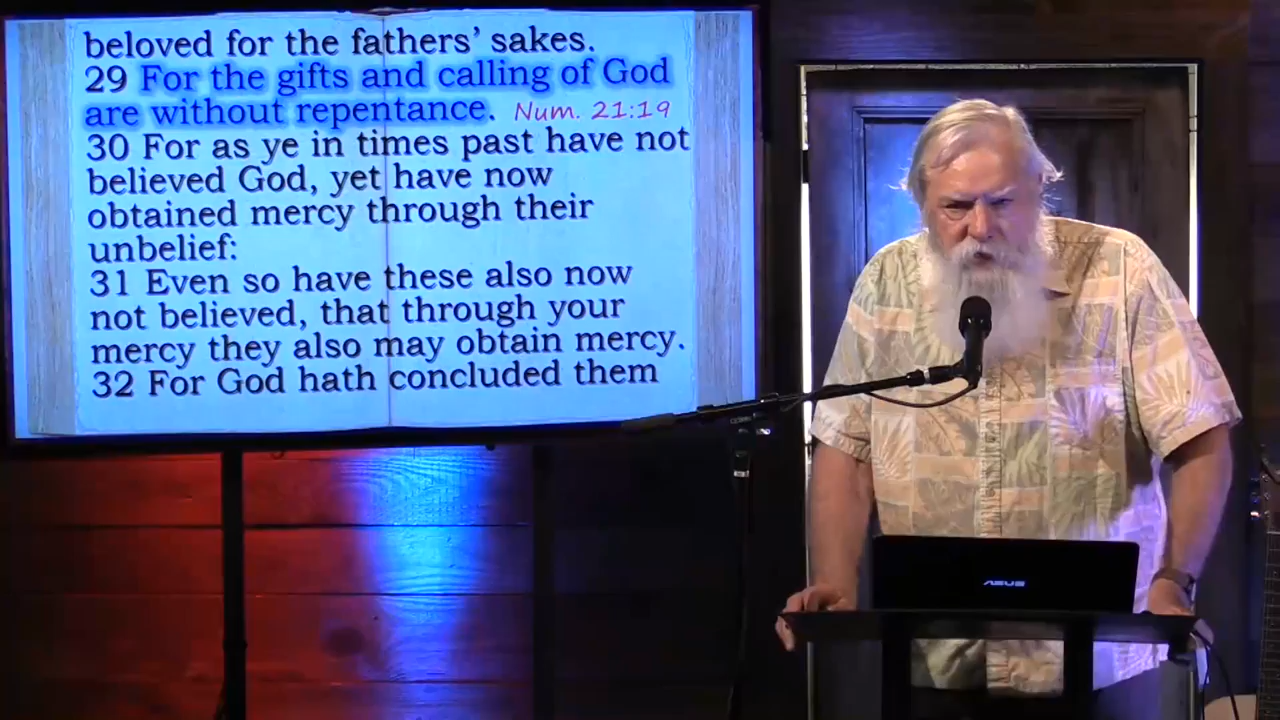 beloved for the fathers’ sakes.
29 For the gifts and calling of God
are without repentance. Num. 21:19
30 For as ye in times past have not
believed God, yet have now
obtained mercy through their
unbelief:
31 Even so have these also now
not believed, that through your
mercy they also may obtain mercy.
32 For God hath concluded them
ASUS